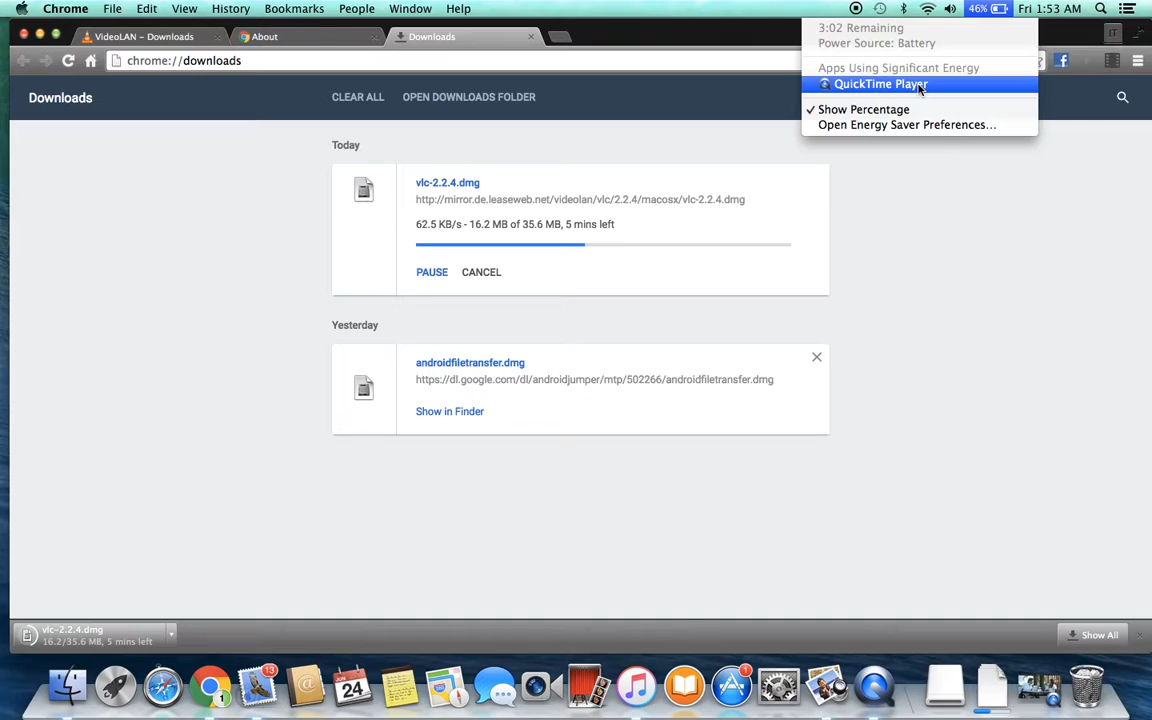 Chrome File Edit View History Bookmarks People Window Help 46% Fri 1:53 AM
3:02 Remaining
Power Source: Battery
Apps Using Significant Energy
QuickTime Player
✓ Show Percentage
Open Energy Saver Preferences...
VideoLAN - Downloads About Downloads IT
chrome://downloads
Downloads CLEAR ALL OPEN DOWNLOADS FOLDER
Today
vlc-2.2.4.dmg
http://mirror.de.leaseweb.net/videolan/vlc/2.2.4/macosx/vlc-2.2.4.dmg
62.5 KB/s - 16.2 MB of 35.6 MB, 5 mins left
PAUSE CANCEL
Yesterday
androidfiletransfer.dmg
https://dl.google.com/dl/androidjumper/mtp/502266/androidfiletransfer.dmg
Show in Finder
vlc-2.2.4.dmg
16.2/35.6 MB, 5 mins left
Show All
13
1
JUN
24
1